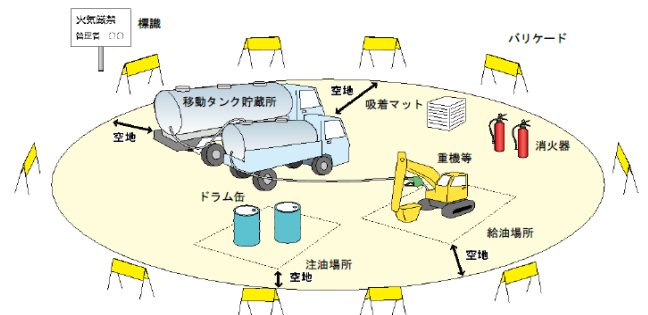 火気厳禁
管理者 ○○
標識
バリケード
移動タンク貯蔵所
空地
吸着マット
空地
消火器
重機等
ドラム缶
給油場所
注油場所
空地
空地